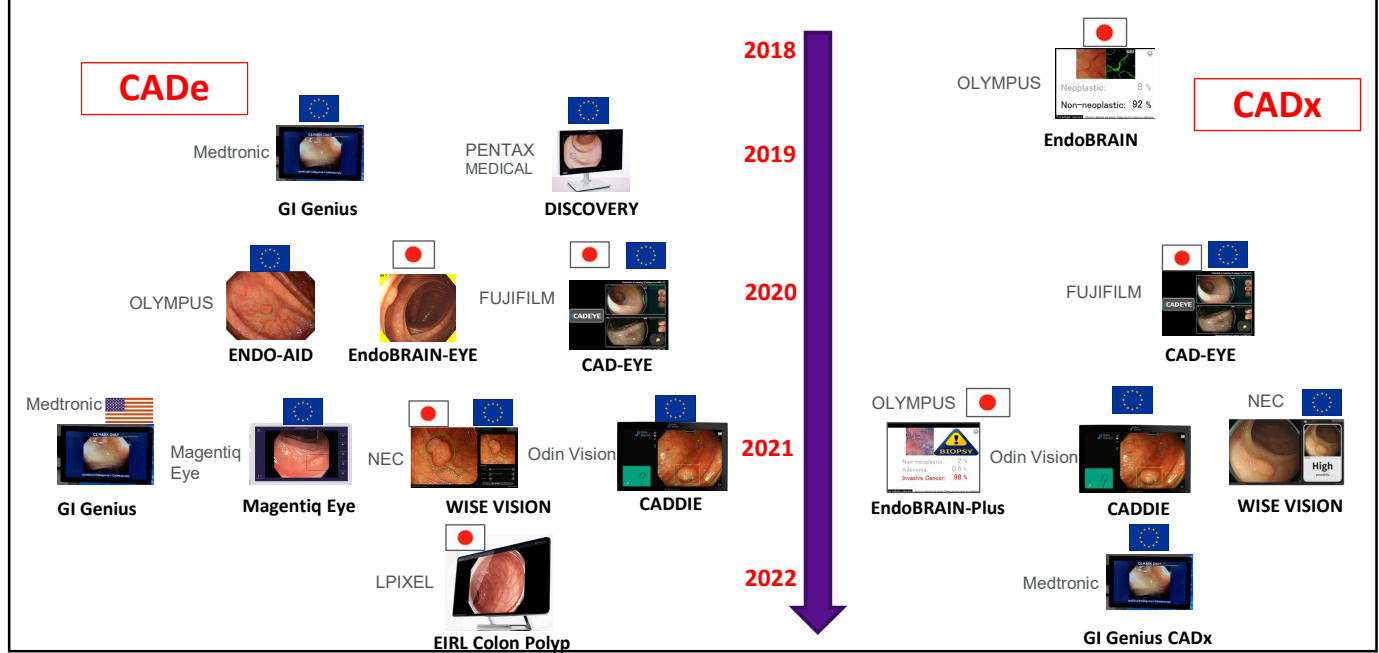 CADe
CADx
2018
OLYMPUS
Neoplastic: 8 %
Non-neoplastic: 92 %
EndoBRAIN
2019
Medtronic
GI Genius
PENTAX
MEDICAL
DISCOVERY
2020
OLYMPUS
ENDO-AID
EndoBRAIN-EYE
FUJIFILM
CADEYE
CAD-EYE
FUJIFILM
CADEYE
CAD-EYE
2021
Medtronic
GI Genius
Magentiq
Eye
Magentiq Eye
NEC
WISE VISION
Odin Vision
CADDIE
OLYMPUS
BIOPSY
Non-neoplastic: 2 %
Adenoma: 0.6 %
Invasive Cancer: 98 %
EndoBRAIN-Plus
Odin Vision
CADDIE
NEC
High
WISE VISION
2022
LPIXEL
EIRL Colon Polyp
Medtronic
GI Genius CADx